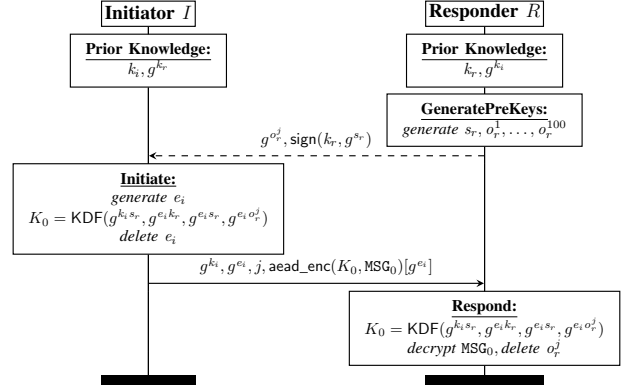 Initiator I
Responder R
Prior Knowledge:
k_i, g^{k_r}
Prior Knowledge:
k_r, g^{k_i}
GeneratePreKeys:
generate s_r, o_r^1, . . . , o_r^{100}
g^{o_r^j}, sign(k_r, g^{s_r})
Initiate:
generate e_i
K_0 = KDF(g^{k_i s_r}, g^{e_i k_r}, g^{e_i s_r}, g^{e_i o_r^j})
delete e_i
g^{k_i}, g^{e_i}, j, aead_enc(K_0, MSG_0)[g^{e_i}]
Respond:
K_0 = KDF(g^{k_i s_r}, g^{e_i k_r}, g^{e_i s_r}, g^{e_i o_r^j})
decrypt MSG_0, delete o_r^j